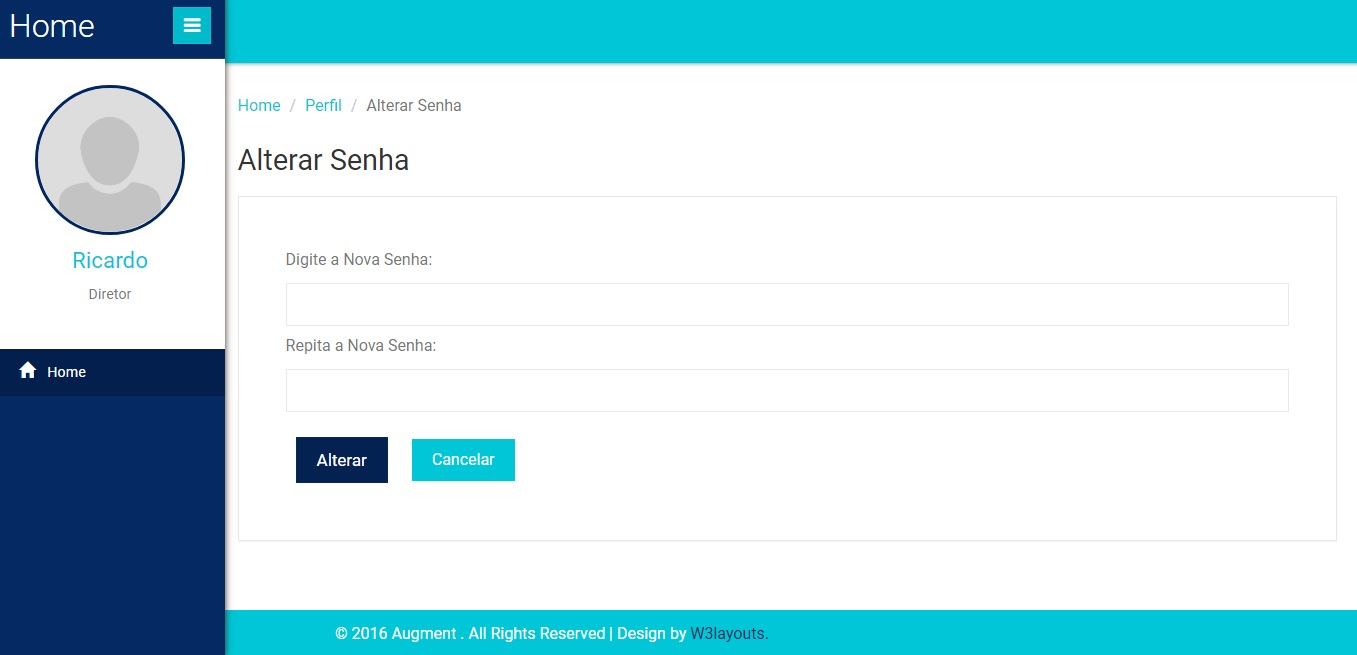 Home
Home / Perfil / Alterar Senha
Alterar Senha
Ricardo
Diretor
Home
Digite a Nova Senha:
Repita a Nova Senha:
Alterar
Cancelar
© 2016 Augment . All Rights Reserved | Design by W3layouts.